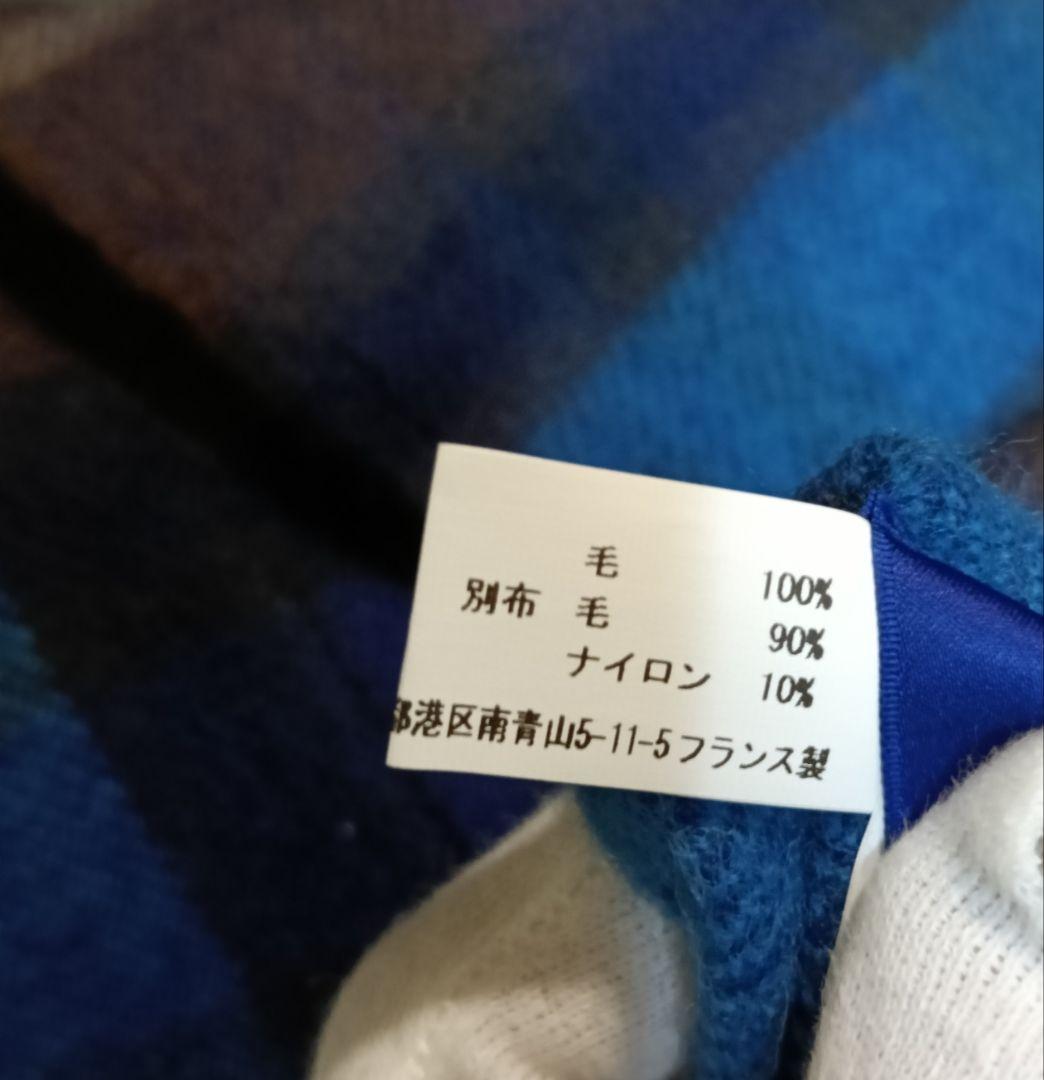 毛 100%
別布 毛 90%
ナイロン 10%
都港区南青山5-11-5フランス製